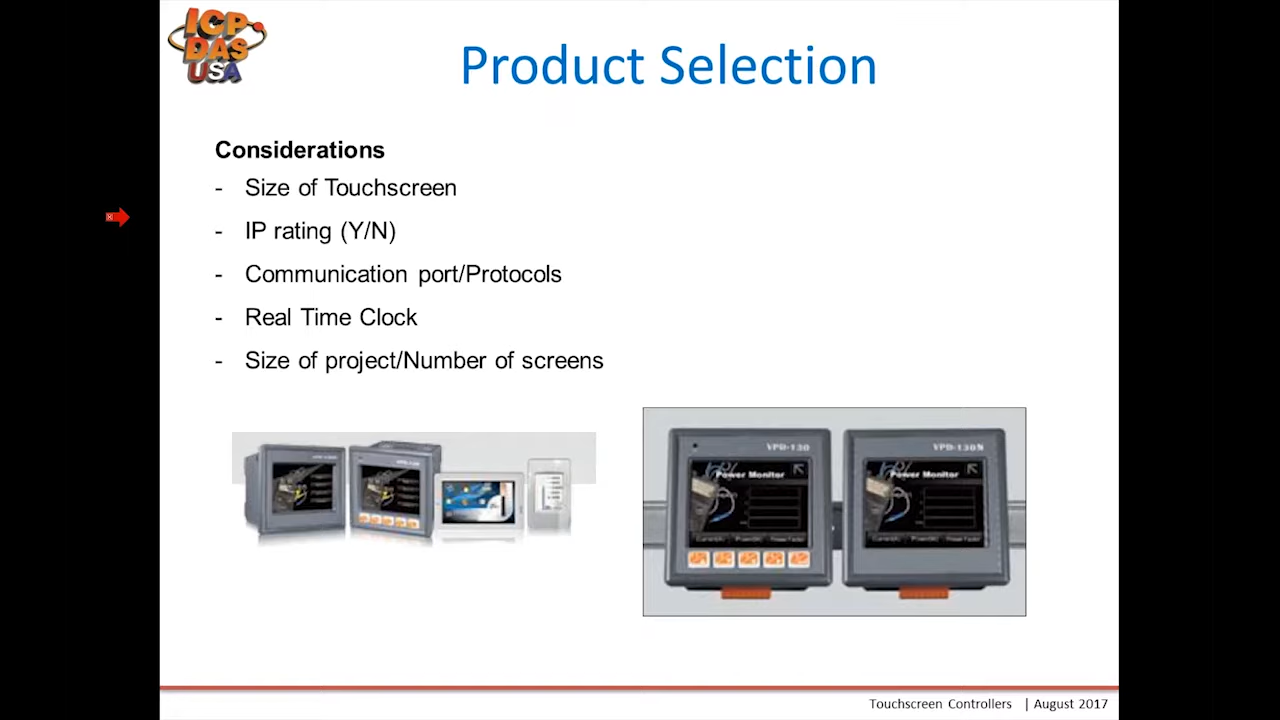 ICP
DAS
USA
Product Selection
Considerations
- Size of Touchscreen
- IP rating (Y/N)
- Communication port/Protocols
- Real Time Clock
- Size of project/Number of screens
VPD-130
VPD-130N
Power Monitor
Power Monitor
Touchscreen Controllers | August 2017